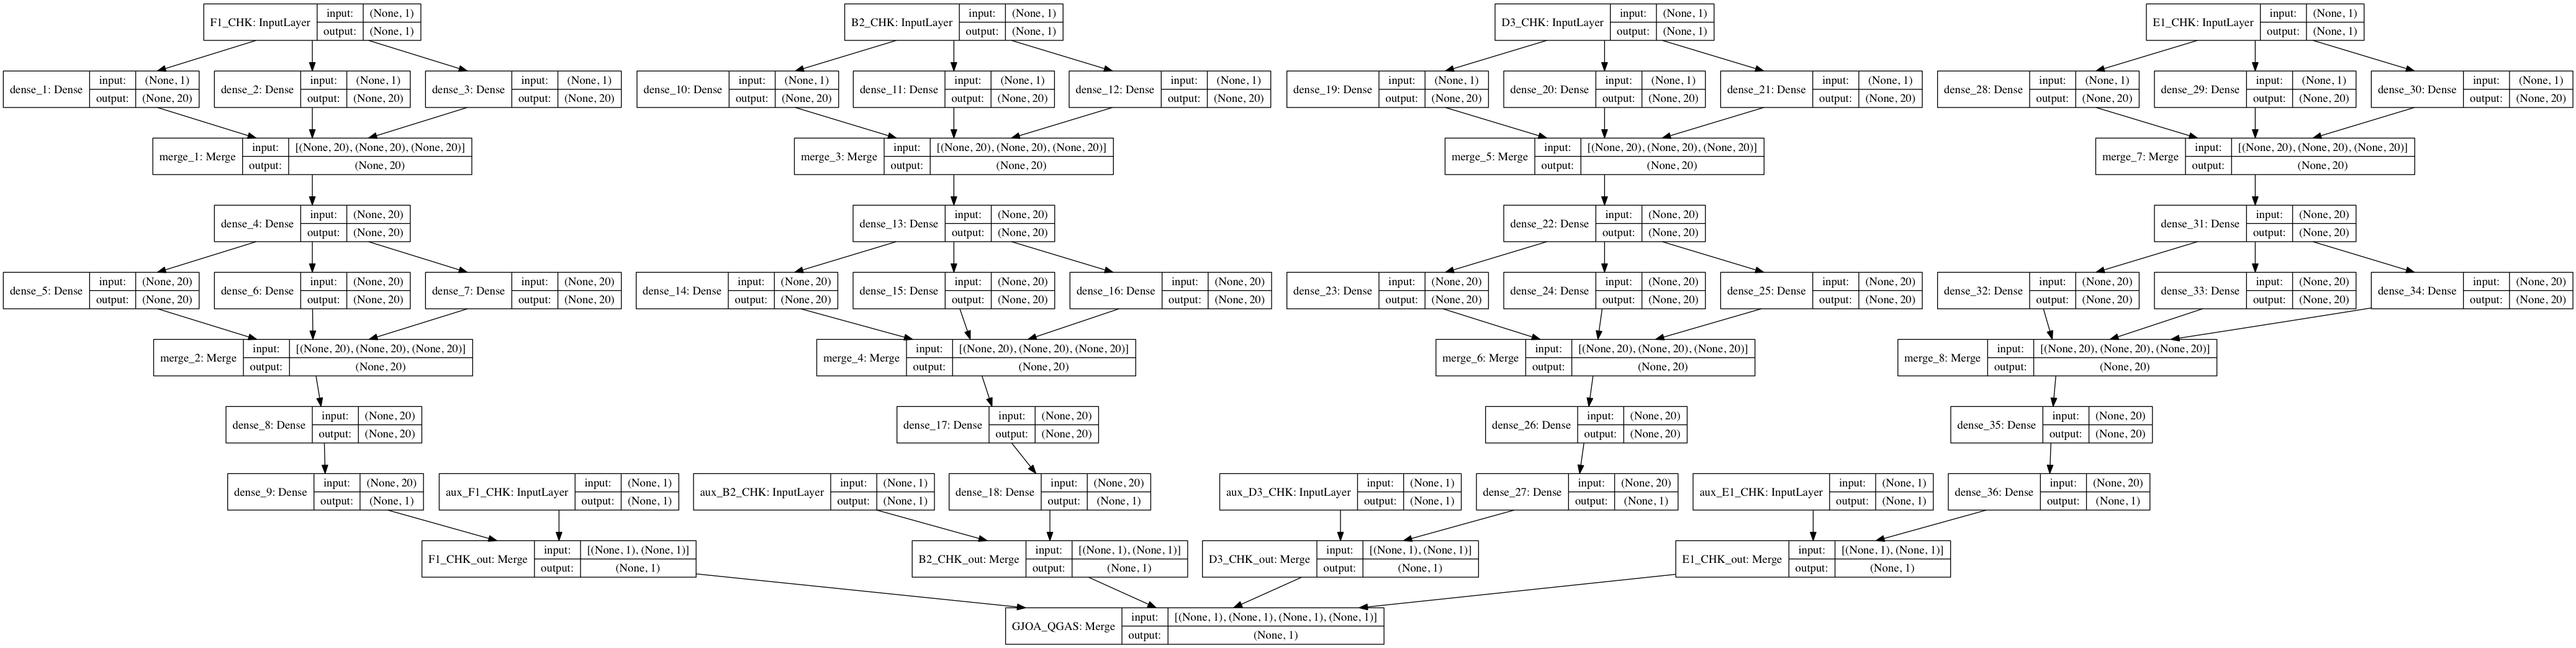 F1_CHK: InputLayer input: (None, 1) output: (None, 1)
B2_CHK: InputLayer input: (None, 1) output: (None, 1)
D3_CHK: InputLayer input: (None, 1) output: (None, 1)
E1_CHK: InputLayer input: (None, 1) output: (None, 1)
dense_1: Dense input: (None, 1) output: (None, 20)
dense_2: Dense input: (None, 1) output: (None, 20)
dense_3: Dense input: (None, 1) output: (None, 20)
dense_10: Dense input: (None, 1) output: (None, 20)
dense_11: Dense input: (None, 1) output: (None, 20)
dense_12: Dense input: (None, 1) output: (None, 20)
dense_19: Dense input: (None, 1) output: (None, 20)
dense_20: Dense input: (None, 1) output: (None, 20)
dense_21: Dense input: (None, 1) output: (None, 20)
dense_28: Dense input: (None, 1) output: (None, 20)
dense_29: Dense input: (None, 1) output: (None, 20)
dense_30: Dense input: (None, 1) output: (None, 20)
merge_1: Merge input: [(None, 20), (None, 20), (None, 20)] output: (None, 20)
merge_3: Merge input: [(None, 20), (None, 20), (None, 20)] output: (None, 20)
merge_5: Merge input: [(None, 20), (None, 20), (None, 20)] output: (None, 20)
merge_7: Merge input: [(None, 20), (None, 20), (None, 20)] output: (None, 20)
dense_4: Dense input: (None, 20) output: (None, 20)
dense_13: Dense input: (None, 20) output: (None, 20)
dense_22: Dense input: (None, 20) output: (None, 20)
dense_31: Dense input: (None, 20) output: (None, 20)
dense_5: Dense input: (None, 20) output: (None, 20)
dense_6: Dense input: (None, 20) output: (None, 20)
dense_7: Dense input: (None, 20) output: (None, 20)
dense_14: Dense input: (None, 20) output: (None, 20)
dense_15: Dense input: (None, 20) output: (None, 20)
dense_16: Dense input: (None, 20) output: (None, 20)
dense_23: Dense input: (None, 20) output: (None, 20)
dense_24: Dense input: (None, 20) output: (None, 20)
dense_25: Dense input: (None, 20) output: (None, 20)
dense_32: Dense input: (None, 20) output: (None, 20)
dense_33: Dense input: (None, 20) output: (None, 20)
dense_34: Dense input: (None, 20) output: (None, 20)
merge_2: Merge input: [(None, 20), (None, 20), (None, 20)] output: (None, 20)
merge_4: Merge input: [(None, 20), (None, 20), (None, 20)] output: (None, 20)
merge_6: Merge input: [(None, 20), (None, 20), (None, 20)] output: (None, 20)
merge_8: Merge input: [(None, 20), (None, 20), (None, 20)] output: (None, 20)
dense_8: Dense input: (None, 20) output: (None, 20)
dense_17: Dense input: (None, 20) output: (None, 20)
dense_26: Dense input: (None, 20) output: (None, 20)
dense_35: Dense input: (None, 20) output: (None, 20)
dense_9: Dense input: (None, 20) output: (None, 1)
aux_F1_CHK: InputLayer input: (None, 1) output: (None, 1)
aux_B2_CHK: InputLayer input: (None, 1) output: (None, 1)
dense_18: Dense input: (None, 20) output: (None, 1)
aux_D3_CHK: InputLayer input: (None, 1) output: (None, 1)
dense_27: Dense input: (None, 20) output: (None, 1)
aux_E1_CHK: InputLayer input: (None, 1) output: (None, 1)
dense_36: Dense input: (None, 20) output: (None, 1)
F1_CHK_out: Merge input: [(None, 1), (None, 1)] output: (None, 1)
B2_CHK_out: Merge input: [(None, 1), (None, 1)] output: (None, 1)
D3_CHK_out: Merge input: [(None, 1), (None, 1)] output: (None, 1)
E1_CHK_out: Merge input: [(None, 1), (None, 1)] output: (None, 1)
GJOA_QGAS: Merge input: [(None, 1), (None, 1), (None, 1), (None, 1)] output: (None, 1)